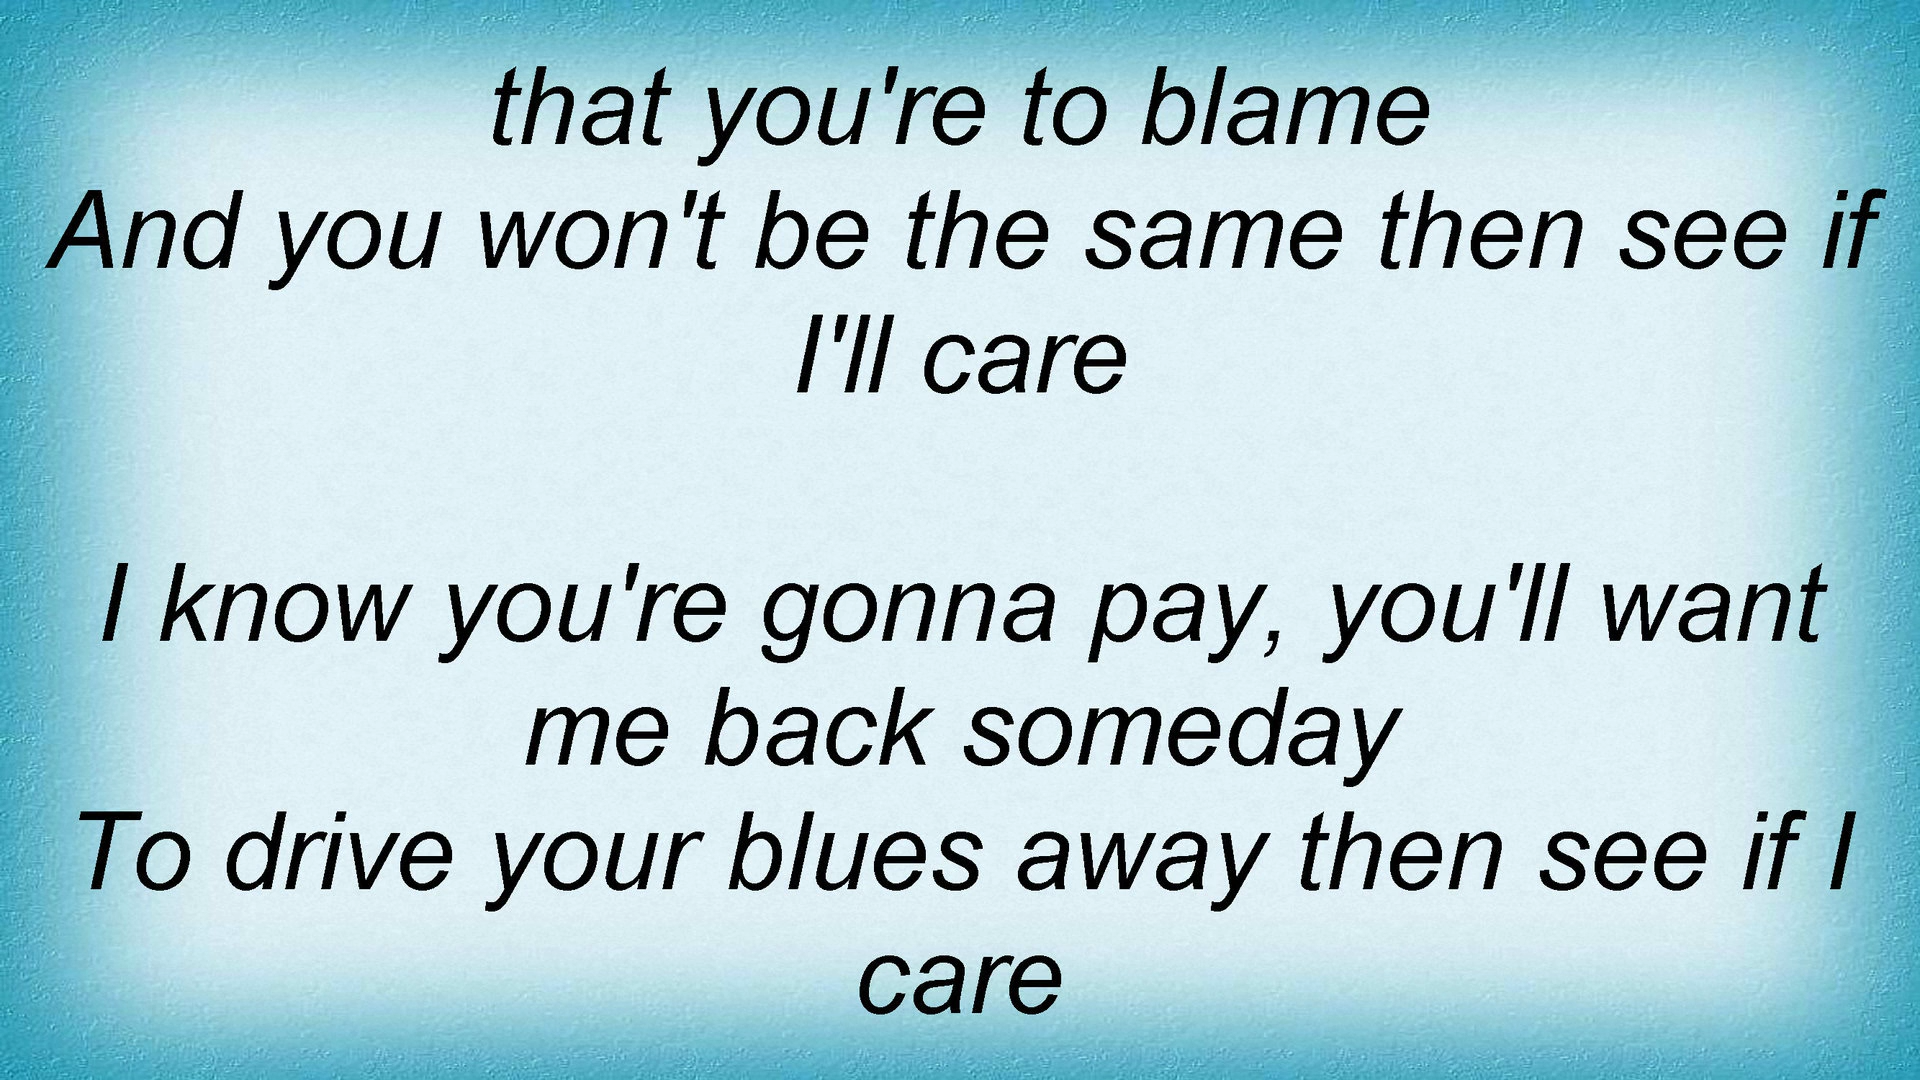 that you're to blame
And you won't be the same then see if
I'll care
I know you're gonna pay, you'll want
me back someday
To drive your blues away then see if I
care